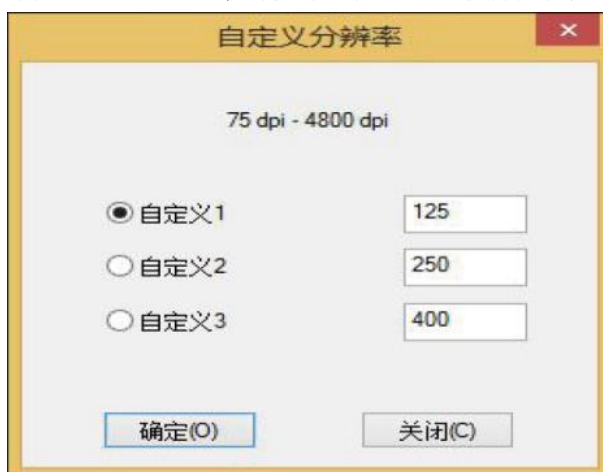 自定义分辨率
75 dpi - 4800 dpi
自定义1 125
自定义2 250
自定义3 400
确定(O) 关闭(C)